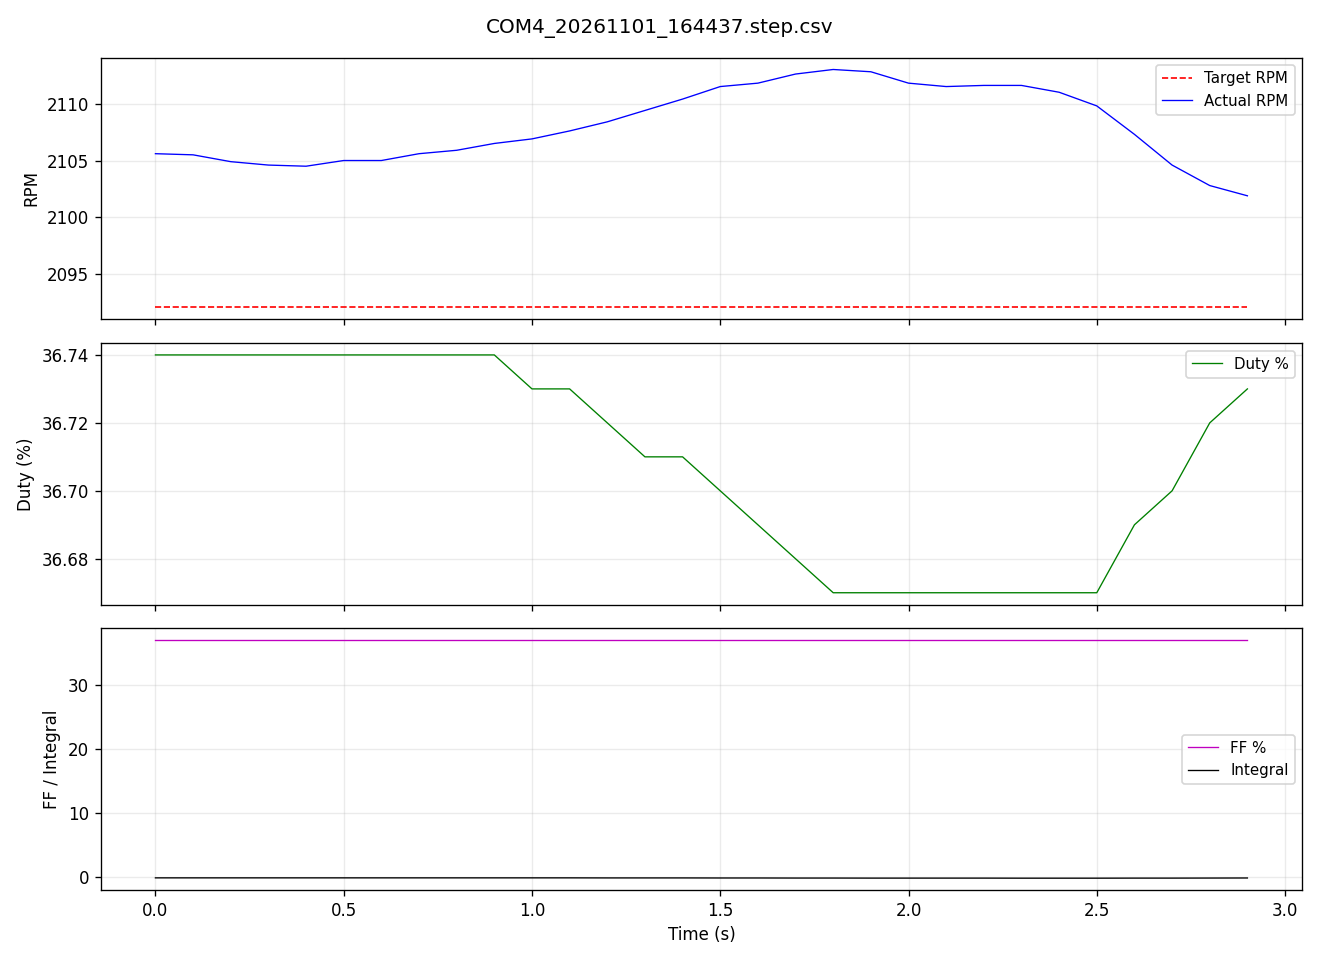 COM4_20261101_164437.step.csv
2110
2105
2100
2095
RPM
Target RPM
Actual RPM
36.74
36.72
36.70
36.68
Duty (%)
Duty %
30
20
10
0
FF / Integral
FF %
Integral
0.0 0.5 1.0 1.5 2.0 2.5 3.0
Time (s)